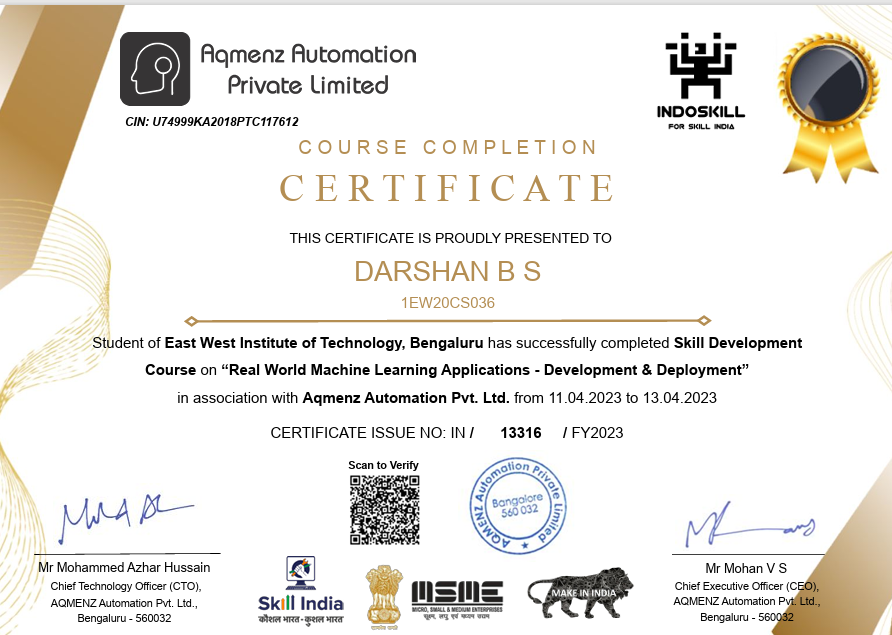 Aqmenz Automation
Private Limited
CIN: U74999KA2018PTC117612
INDOSKILL
FOR SKILL INDIA
COURSE COMPLETION
CERTIFICATE
THIS CERTIFICATE IS PROUDLY PRESENTED TO
DARSHAN B S
1EW20CS036
Student of East West Institute of Technology, Bengaluru has successfully completed Skill Development
Course on “Real World Machine Learning Applications - Development & Deployment”
in association with Aqmenz Automation Pvt. Ltd. from 11.04.2023 to 13.04.2023
CERTIFICATE ISSUE NO: IN / 13316 / FY2023
Scan to Verify
AQMENZ Automation Private Limited
Bangalore
560 032
Mr Mohammed Azhar Hussain
Chief Technology Officer (CTO),
AQMENZ Automation Pvt. Ltd.,
Bengaluru - 560032
Skill India
कौशल भारत - कुशल भारत
सत्यमेव जयते
MSME
MICRO, SMALL & MEDIUM ENTERPRISES
सूक्ष्म, लघु एवं मध्यम उद्यम
MAKE IN INDIA
Mr Mohan V S
Chief Executive Officer (CEO),
AQMENZ Automation Pvt. Ltd.,
Bengaluru - 560032